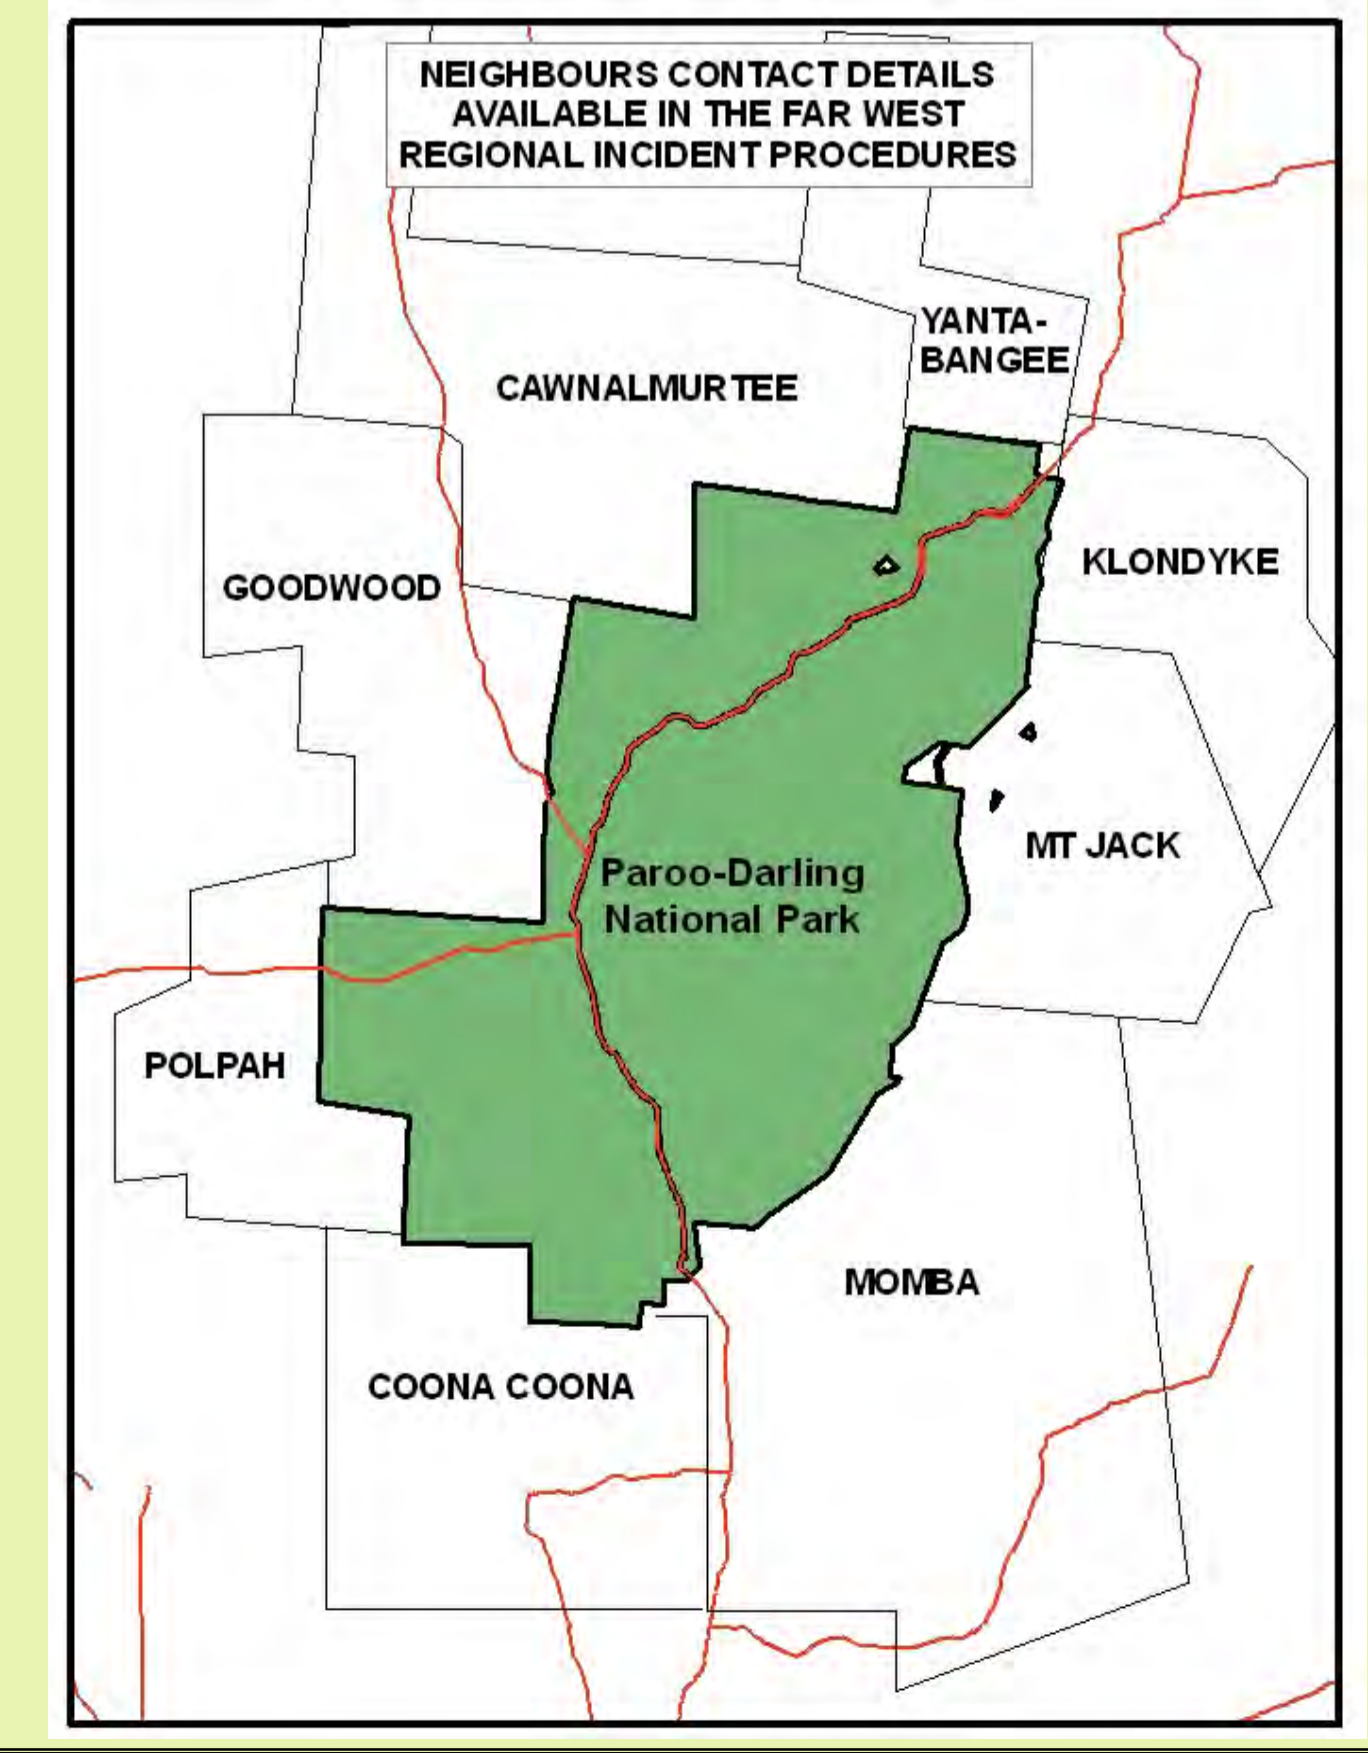 NEIGHBOURS CONTACT DETAILS
AVAILABLE IN THE FAR WEST
REGIONAL INCIDENT PROCEDURES
YANTA-
BANGEE
CAWNALMURTEE
KLONDYKE
GOODWOOD
MT JACK
Paroo-Darling
National Park
POLPAH
MOMBA
COONA COONA